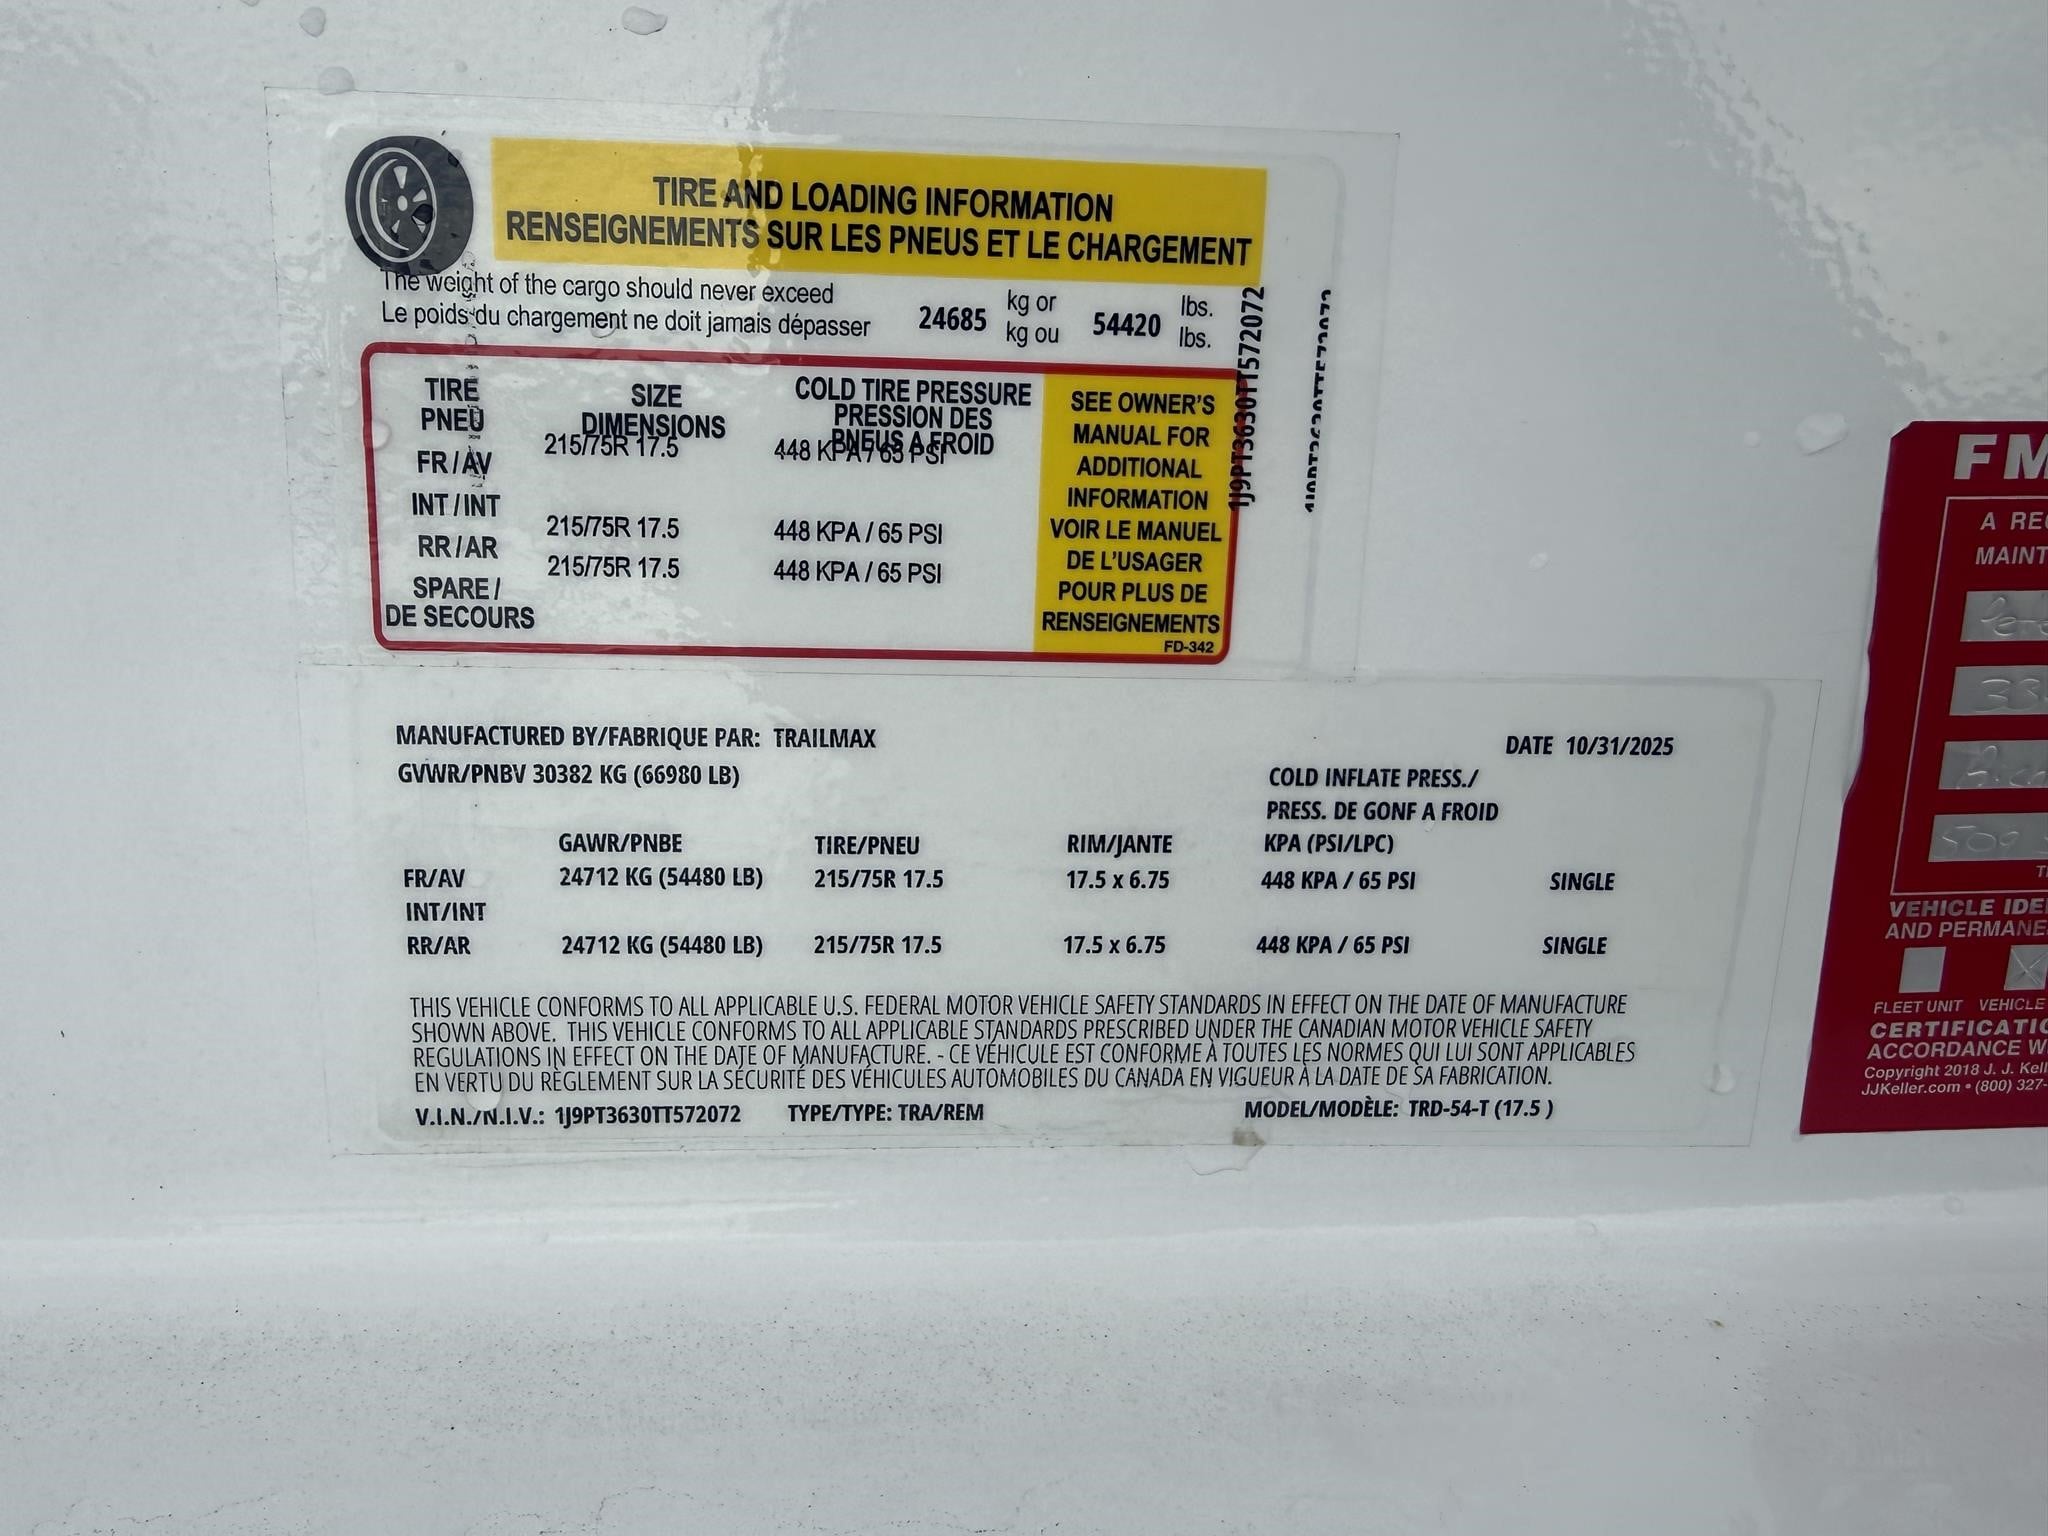 TIRE AND LOADING INFORMATION
RENSEIGNEMENTS SUR LES PNEUS ET LE CHARGEMENT
The weight of the cargo should never exceed
Le poids du chargement ne doit jamais dépasser
24685 kg or 54420 lbs.
kg ou lbs.
TIRE
PNEU
SIZE
DIMENSIONS
COLD TIRE PRESSURE
PRESSION DES
PNEUS A FROID
FR / AV 215/75R 17.5 448 KPA / 65 PSI
INT / INT
RR / AR 215/75R 17.5 448 KPA / 65 PSI
SPARE /
DE SECOURS
215/75R 17.5 448 KPA / 65 PSI
SEE OWNER'S
MANUAL FOR
ADDITIONAL
INFORMATION
VOIR LE MANUEL
DE L'USAGER
POUR PLUS DE
RENSEIGNEMENTS
FD-342
1J9PT3630TT572072
MANUFACTURED BY/FABRIQUE PAR: TRAILMAX DATE 10/31/2025
GVWR/PNBV 30382 KG (66980 LB)
COLD INFLATE PRESS./
PRESS. DE GONF A FROID
GAWR/PNBE TIRE/PNEU RIM/JANTE KPA (PSI/LPC)
FR/AV 24712 KG (54480 LB) 215/75R 17.5 17.5 x 6.75 448 KPA / 65 PSI SINGLE
INT/INT
RR/AR 24712 KG (54480 LB) 215/75R 17.5 17.5 x 6.75 448 KPA / 65 PSI SINGLE
THIS VEHICLE CONFORMS TO ALL APPLICABLE U.S. FEDERAL MOTOR VEHICLE SAFETY STANDARDS IN EFFECT ON THE DATE OF MANUFACTURE
SHOWN ABOVE. THIS VEHICLE CONFORMS TO ALL APPLICABLE STANDARDS PRESCRIBED UNDER THE CANADIAN MOTOR VEHICLE SAFETY
REGULATIONS IN EFFECT ON THE DATE OF MANUFACTURE. - CE VÉHICULE EST CONFORME À TOUTES LES NORMES QUI LUI SONT APPLICABLES
EN VERTU DU RÈGLEMENT SUR LA SÉCURITÉ DES VÉHICULES AUTOMOBILES DU CANADA EN VIGUEUR À LA DATE DE SA FABRICATION.
V.I.N./N.I.V.: 1J9PT3630TT572072 TYPE/TYPE: TRA/REM MODEL/MODÈLE: TRD-54-T (17.5 )
FM
A REC
MAINT
33
509
VEHICLE IDE
AND PERMANE
FLEET UNIT VEHICLE
CERTIFICATIO
ACCORDANCE W
Copyright 2018 J. J. Kell
JJKeller.com • (800) 327-